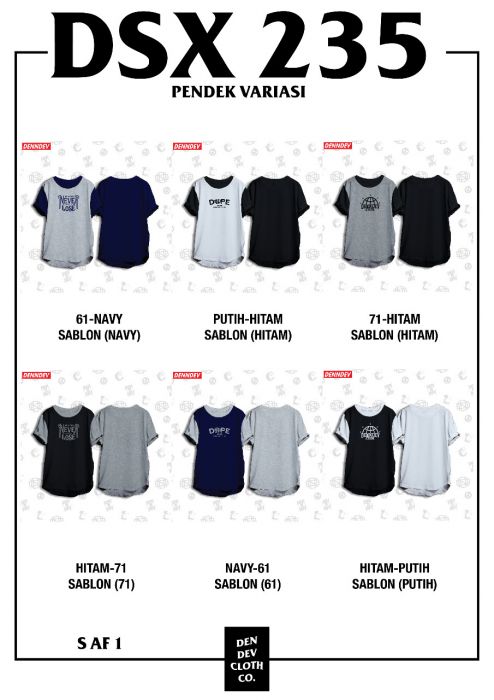 DSX 235
PENDEK VARIASI
DENNDEV
DENNDEV
DENNDEV
NEVER
LOSE
DOPE
61-NAVY
SABLON (NAVY)
PUTIH-HITAM
SABLON (HITAM)
71-HITAM
SABLON (HITAM)
DENNDEV
DENNDEV
DENNDEV
NEVER
LOSE
DOPE
HITAM-71
SABLON (71)
NAVY-61
SABLON (61)
HITAM-PUTIH
SABLON (PUTIH)
S AF 1
DEN
DEV
CLOTH
CO.